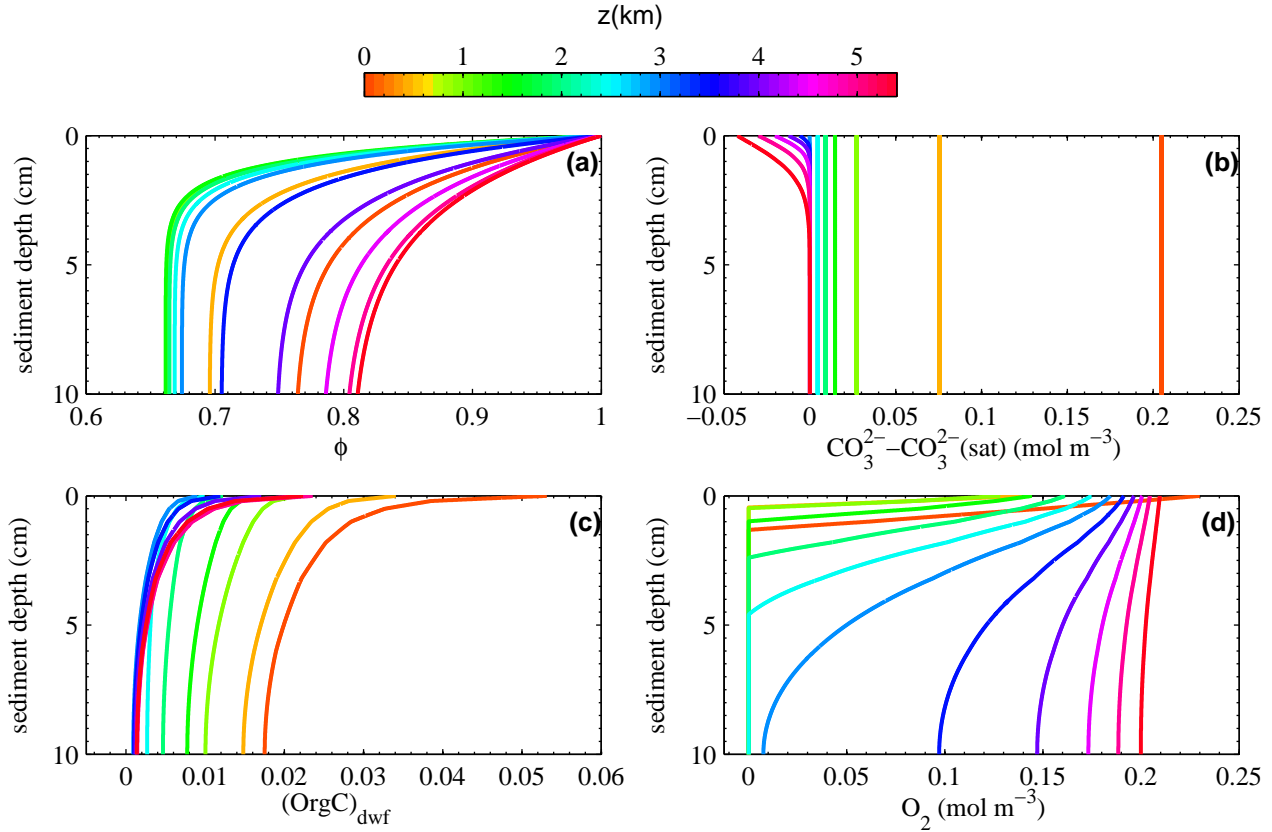 z(km)
0 1 2 3 4 5
0
5
10
sediment depth (cm)
(a)
0.6 0.7 0.8 0.9 1
ϕ
0
5
10
sediment depth (cm)
(b)
−0.05 0 0.05 0.1 0.15 0.2 0.25
CO₃²⁻−CO₃²⁻(sat) (mol m⁻³)
0
5
10
sediment depth (cm)
(c)
0 0.01 0.02 0.03 0.04 0.05 0.06
(OrgC)dwf
0
5
10
sediment depth (cm)
(d)
0 0.05 0.1 0.15 0.2 0.25
O₂ (mol m⁻³)